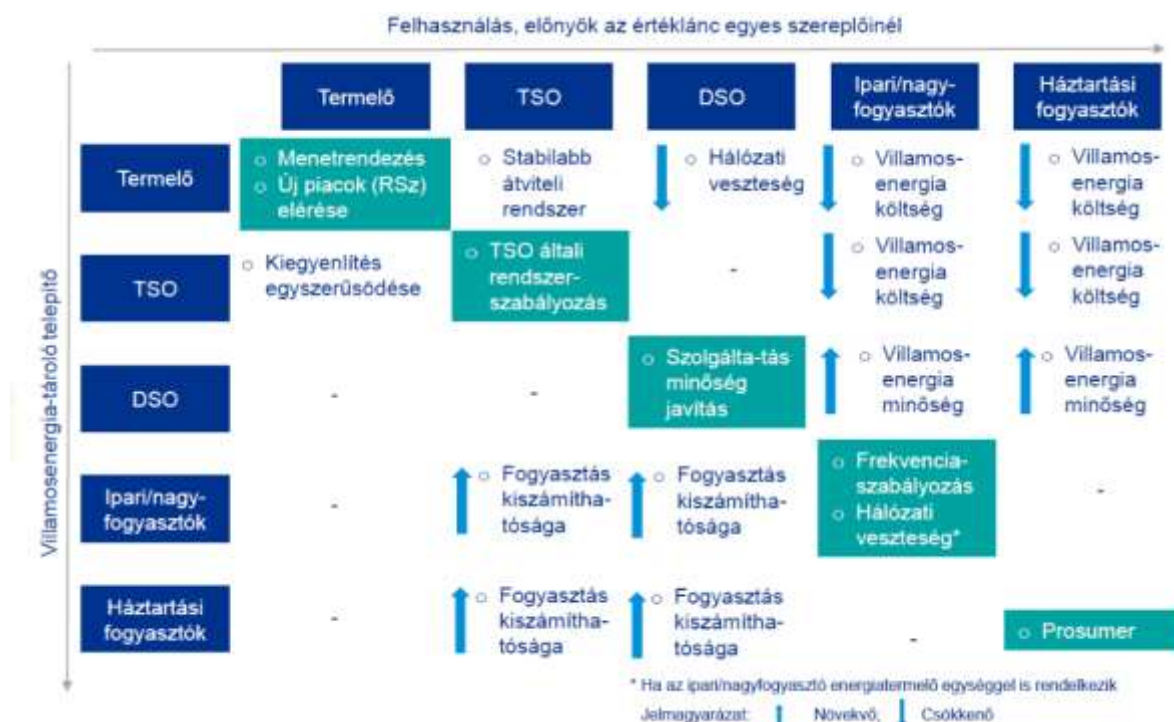 Felhasználás, előnyök az értéklánc egyes szereplőinél
Villamosenergia-tároló telepítő
Termelő
TSO
DSO
Ipari/nagy-
fogyasztók
Háztartási
fogyasztók
Termelő
○ Menetrendezés
○ Új piacok (RSz)
elérése
○ Stabilabb
átviteli
rendszer
○ Hálózati
veszteség
○ Villamos-
energia
költség
○ Villamos-
energia
költség
TSO
○ Kiegyenlítés
egyszerűsödése
○ TSO általi
rendszer-
szabályozás
-
○ Villamos-
energia
költség
○ Villamos-
energia
költség
DSO
-
-
○ Szolgálta-tás
minőség
javítás
○ Villamos-
energia
minőség
○ Villamos-
energia
minőség
Ipari/nagy-
fogyasztók
-
○ Fogyasztás
kiszámítha-
tósága
○ Fogyasztás
kiszámítha-
tósága
○ Frekvencia-
szabályozás
○ Hálózati
veszteség*
-
Háztartási
fogyasztók
-
○ Fogyasztás
kiszámítha-
tósága
○ Fogyasztás
kiszámítha-
tósága
-
○ Prosumer
* Ha az ipari/nagyfogyasztó energiatermelő egységgel is rendelkezik
Jelmagyarázat: Növekvő, Csökkenő